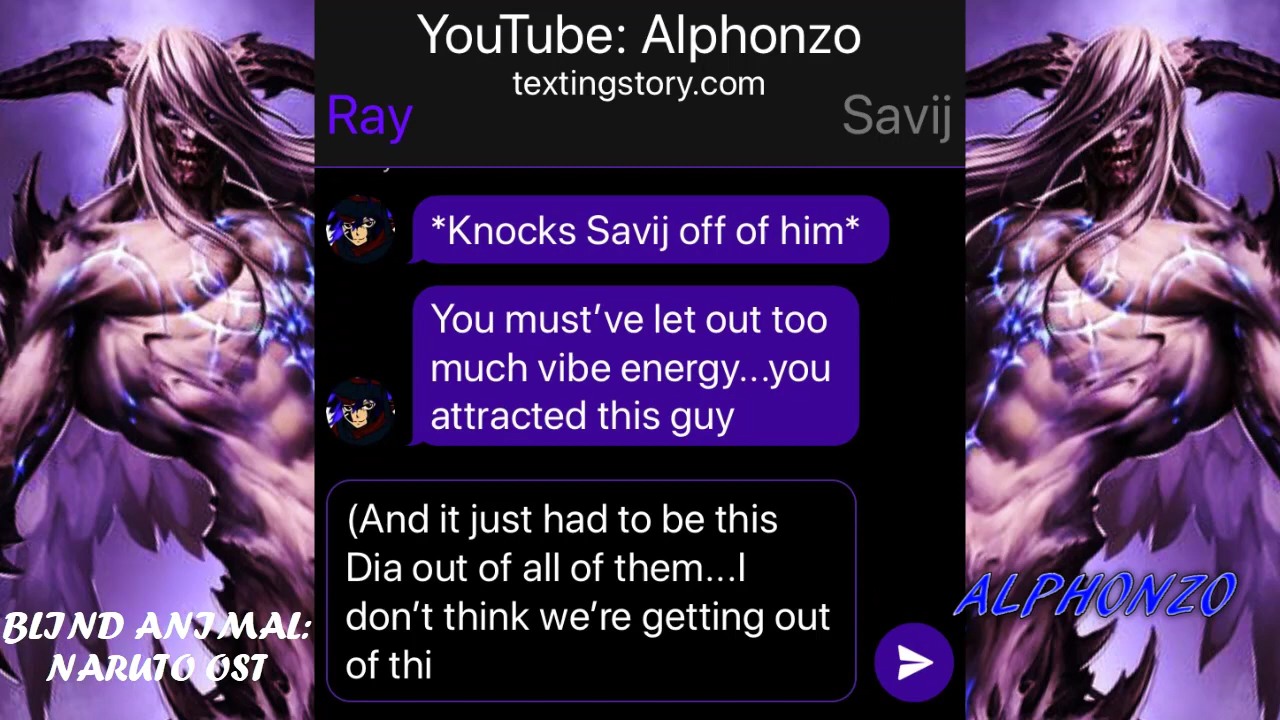 YouTube: Alphonzo
textingstory.com
Ray
Savij
*Knocks Savij off of him*
You must’ve let out too
much vibe energy...you
attracted this guy
(And it just had to be this
Dia out of all of them...I
don’t think we’re getting out
of thi
BLIND ANIMAL:
NARUTO OST
ALPHONZO